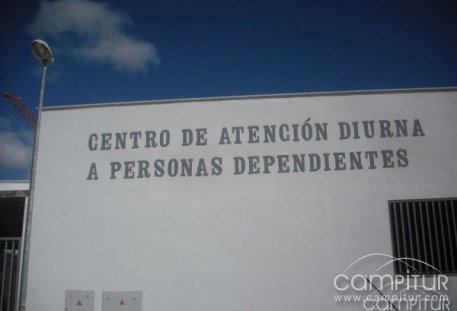 CENTRO DE ATENCIÓN DIURNA
A PERSONAS DEPENDIENTES
CAMPITUR
www.campitur.com